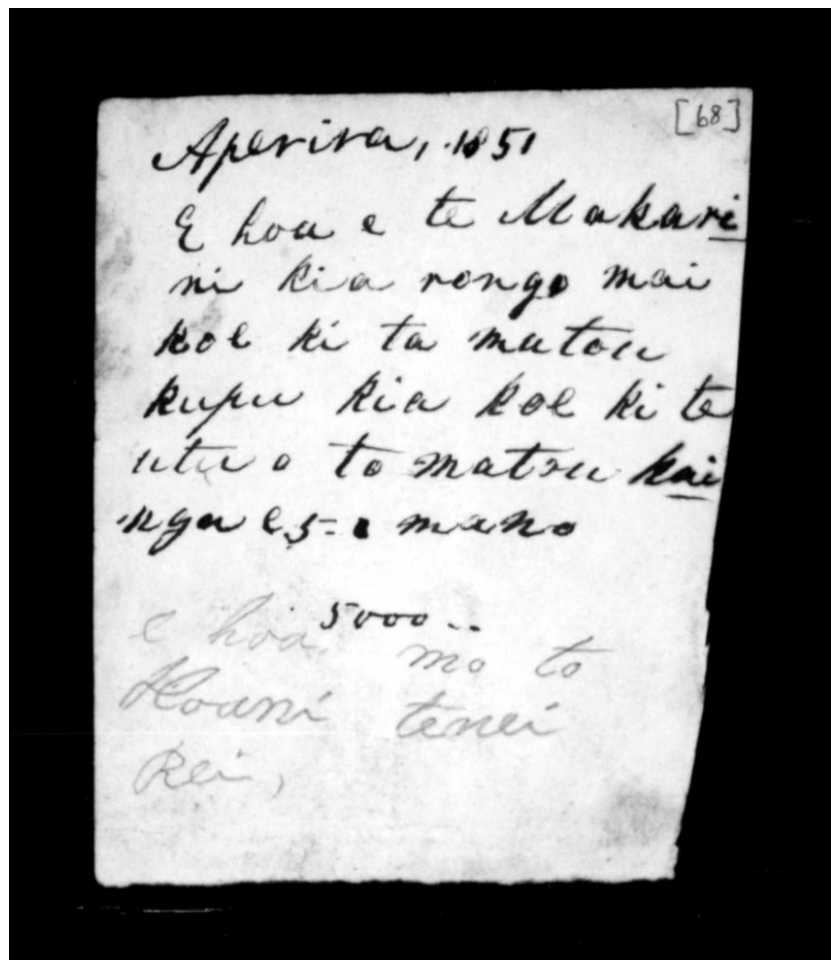 [68]
Aperira, 1851
E hoa e te Makari
ni kia rongo mai
koe ki ta matou
kupu kia koe ki te
utu o to matou kai
nga e 5 = mano
5000 ..
e hoa mo to
Hoani tenei
Rei,